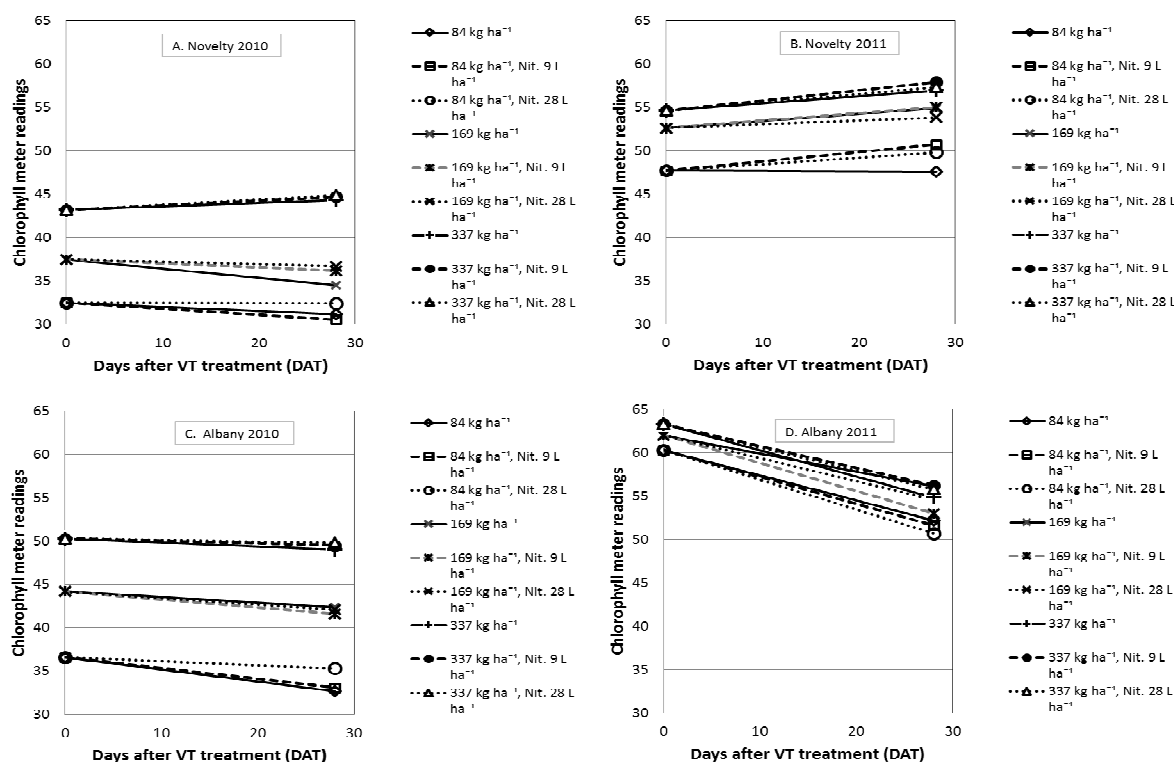 65
60
55
50
45
40
35
30
Chlorophyll meter readings
A. Novelty 2010
0
10
20
30
Days after VT treatment (DAT)
84 kg ha⁻¹
84 kg ha⁻¹, Nit. 9 L
ha⁻¹
84 kg ha⁻¹, Nit. 28 L
ha⁻¹
169 kg ha⁻¹
169 kg ha⁻¹, Nit. 9 L
ha⁻¹
169 kg ha⁻¹, Nit. 28 L
ha⁻¹
337 kg ha⁻¹
337 kg ha⁻¹, Nit. 9 L
ha⁻¹
337 kg ha⁻¹, Nit. 28 L
ha⁻¹
65
60
55
50
45
40
35
30
Chlorophyll meter readings
B. Novelty 2011
0
10
20
30
Days after VT treatment (DAT)
84 kg ha⁻¹
84 kg ha⁻¹, Nit. 9 L
ha⁻¹
84 kg ha⁻¹, Nit. 28 L
ha⁻¹
169 kg ha⁻¹
169 kg ha⁻¹, Nit. 9 L
ha⁻¹
169 kg ha⁻¹, Nit. 28 L
ha⁻¹
337 kg ha⁻¹
337 kg ha⁻¹, Nit. 9 L
ha⁻¹
337 kg ha⁻¹, Nit. 28 L
ha⁻¹
65
60
55
50
45
40
35
30
Chlorophyll meter readings
C. Albany 2010
0
10
20
30
Days after VT treatment (DAT)
84 kg ha⁻¹
84 kg ha⁻¹, Nit. 9 L
ha⁻¹
84 kg ha⁻¹, Nit. 28 L
ha⁻¹
169 kg ha⁻¹
169 kg ha⁻¹, Nit. 9 L
ha⁻¹
169 kg ha⁻¹, Nit. 28 L
ha⁻¹
337 kg ha⁻¹
337 kg ha⁻¹, Nit. 9 L
ha⁻¹
337 kg ha⁻¹, Nit. 28 L
ha⁻¹
65
60
55
50
45
40
35
30
Chlorophyll meter readings
D. Albany 2011
0
10
20
30
Days after VT treatment (DAT)
84 kg ha⁻¹
84 kg ha⁻¹, Nit. 9 L
ha⁻¹
84 kg ha⁻¹, Nit. 28 L
ha⁻¹
169 kg ha⁻¹
169 kg ha⁻¹, Nit. 9 L
ha⁻¹
169 kg ha⁻¹, Nit. 28 L
ha⁻¹
337 kg ha⁻¹
337 kg ha⁻¹, Nit. 9 L
ha⁻¹
337 kg ha⁻¹, Nit. 28 L
ha⁻¹